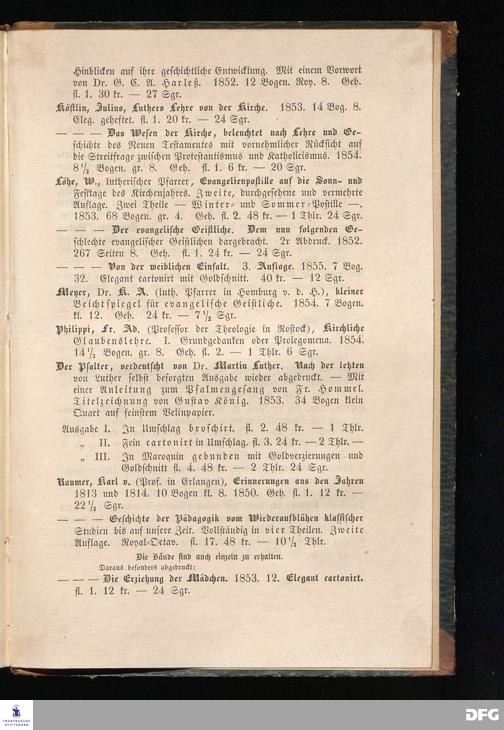 Hinblicken auf ihre geschichtliche Entwicklung. Mit einem Vorwort
von Dr. G. C. A. Harleß. 1852. 12 Bogen. Roy. 8. Geh.
fl. 1. 30 kr. — 27 Sgr.
Köstlin, Julius, Luthers Lehre von der Kirche. 1853. 14 Bog. 8.
Eleg. geheftet. fl. 1. 20 kr. — 24 Sgr.
— — — Das Wesen der Kirche, beleuchtet nach Lehre und Ge-
schichte des Neuen Testamentes mit vornehmlicher Rücksicht auf
die Streitfrage zwischen Protestantismus und Katholicismus. 1854.
8½ Bogen. gr. 8. Geh. fl. 1. 6 kr. — 20 Sgr.
Löhe, W., lutherischer Pfarrer, Evangelienpostille auf die Sonn- und
Festtage des Kirchenjahres. Zweite, durchgesehene und vermehrte
Auflage. Zwei Theile — Winter- und Sommer-Postille —.
1853. 68 Bogen. gr. 4. Geh. fl. 2. 48 kr. — 1 Thlr. 24 Sgr.
— — — Der evangelische Geistliche. Dem nun folgenden Ge-
schlechte evangelischer Geistlichen dargebracht. 2r Abdruck. 1852.
267 Seiten 8. Geh. fl. 1. 24 kr. — 24 Sgr.
— — — Von der weiblichen Einfalt. 3. Auflage. 1855. 7 Bog.
32. Elegant cartonirt mit Goldschnitt. 40 kr. — 12 Sgr.
Meyer, Dr. K. A. (luth. Pfarrer in Homburg v. d. H.), kleiner
Beichtspiegel für evangelische Geistliche. 1854. 7 Bogen.
kl. 12. Geh. 24 kr. — 7½ Sgr.
Philippi, Fr. Ad. (Professor der Theologie in Rostock), Kirchliche
Glaubenslehre. I. Grundgedanken oder Prolegomena. 1854.
14½ Bogen. gr. 8. Geh. fl. 2. — 1 Thlr. 6 Sgr.
Der Psalter, verdeutscht von Dr. Martin Luther. Nach der letzten
von Luther selbst besorgten Ausgabe wieder abgedruckt. — Mit
einer Anleitung zum Psalmengesang von Fr. Hommel.
Titelzeichnung von Gustav König. 1853. 34 Bogen klein
Quart auf feinstem Velinpapier.
Ausgabe I. In Umschlag broschirt. fl. 2. 48 kr. — 1 Thlr.
„ II. Fein cartonirt in Umschlag. fl. 3. 24 kr. — 2 Thlr. —
„ III. In Maroquin gebunden mit Goldverzierungen und
Goldschnitt fl. 4. 48 kr. — 2 Thlr. 24 Sgr.
Raumer, Karl v. (Prof. in Erlangen), Erinnerungen aus den Jahren
1813 und 1814. 10 Bogen kl. 8. 1850. Geh. fl. 1. 12 kr. —
22½ Sgr.
— — — Geschichte der Pädagogik vom Wiederaufblühen klassischer
Studien bis auf unsere Zeit. Vollständig in vier Theilen. Zweite
Auflage. Royal-Octav. fl. 17. 48 kr. — 10½ Thlr.
Die Bände sind auch einzeln zu erhalten.
Daraus besonders abgedruckt:
— — — Die Erziehung der Mädchen. 1853. 12. Elegant cartonirt.
fl. 1. 12 kr. — 24 Sgr.
FRANCKESCHE
STIFTUNGEN
DFG